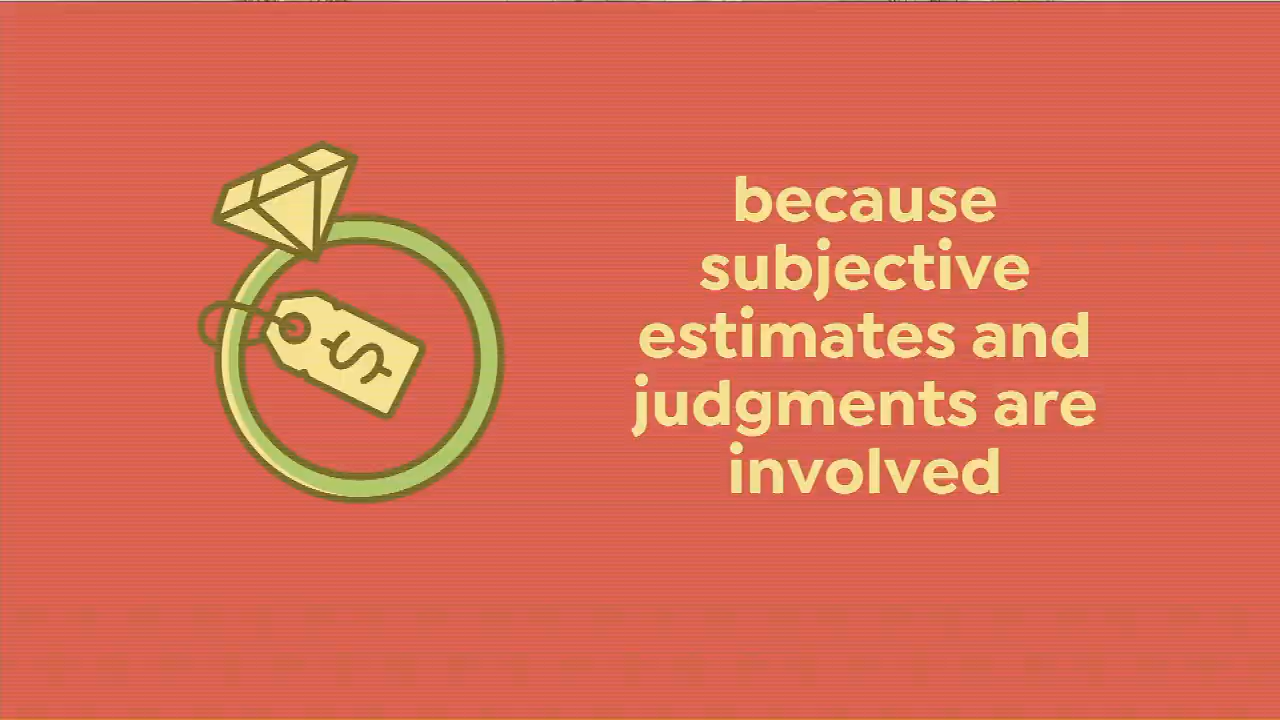 because
subjective
estimates and
judgments are
involved
$